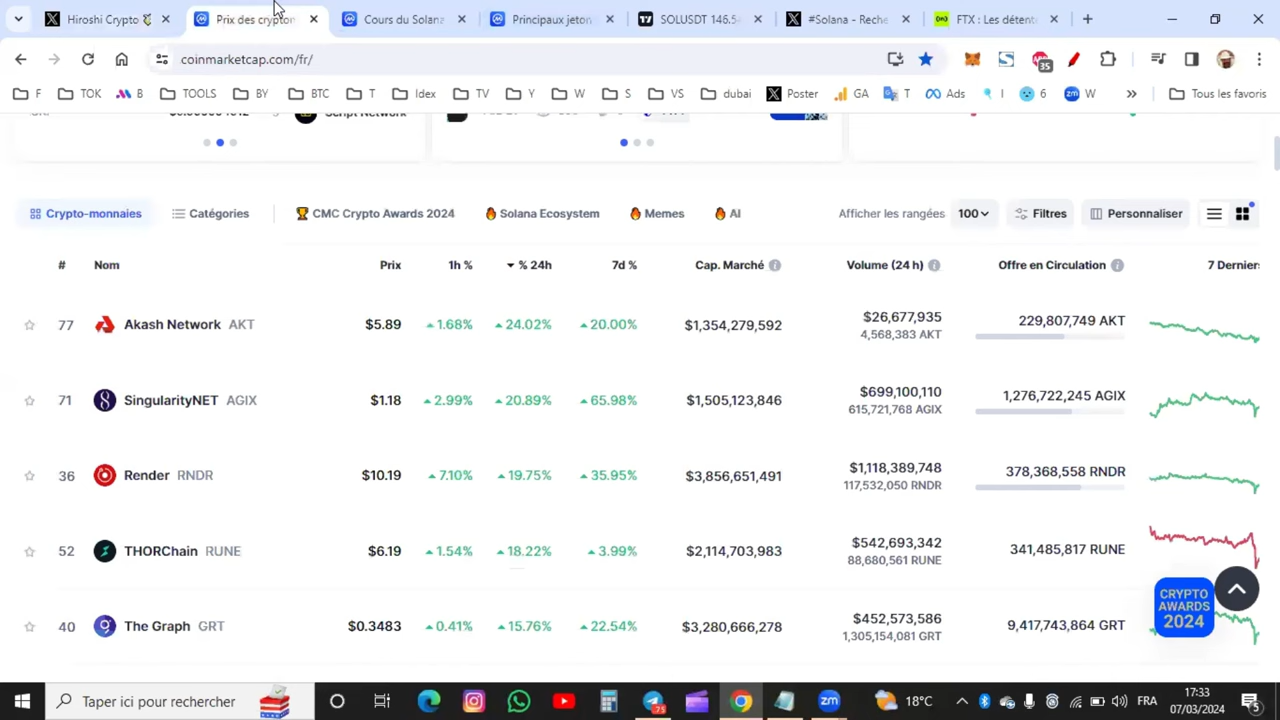 Hiroshi Crypto
Prix des crypton
Cours du Solana
Principaux jeton
SOLUSDT 146.5
#Solana - Reche
FTX : Les détent
coinmarketcap.com/fr/
35
F
TOK
B
TOOLS
BY
BTC
T
Idex
TV
Y
W
S
VS
dubai
Poster
GA
T
Ads
I
6
W
Tous les favoris
Script Network
Crypto-monnaies
Catégories
CMC Crypto Awards 2024
Solana Ecosystem
Memes
AI
Afficher les rangées
100
Filtres
Personnaliser
# Nom Prix 1h % % 24h 7d % Cap. Marché Volume (24 h) Offre en Circulation 7 Dernier
77 Akash Network AKT $5.89 1.68% 24.02% 20.00% $1,354,279,592 $26,677,935 229,807,749 AKT
4,568,383 AKT
71 SingularityNET AGIX $1.18 2.99% 20.89% 65.98% $1,505,123,846 $699,100,110 1,276,722,245 AGIX
615,721,768 AGIX
36 Render RNDR $10.19 7.10% 19.75% 35.95% $3,856,651,491 $1,118,389,748 378,368,558 RNDR
117,532,050 RNDR
52 THORChain RUNE $6.19 1.54% 18.22% 3.99% $2,114,703,983 $542,693,342 341,485,817 RUNE
88,680,561 RUNE
40 The Graph GRT $0.3483 0.41% 15.76% 22.54% $3,280,666,278 $452,573,586 9,417,743,864 GRT
1,305,154,081 GRT
CRYPTO
AWARDS
2024
Taper ici pour rechercher
75
zm
18°C
FRA
17:33
07/03/2024
5